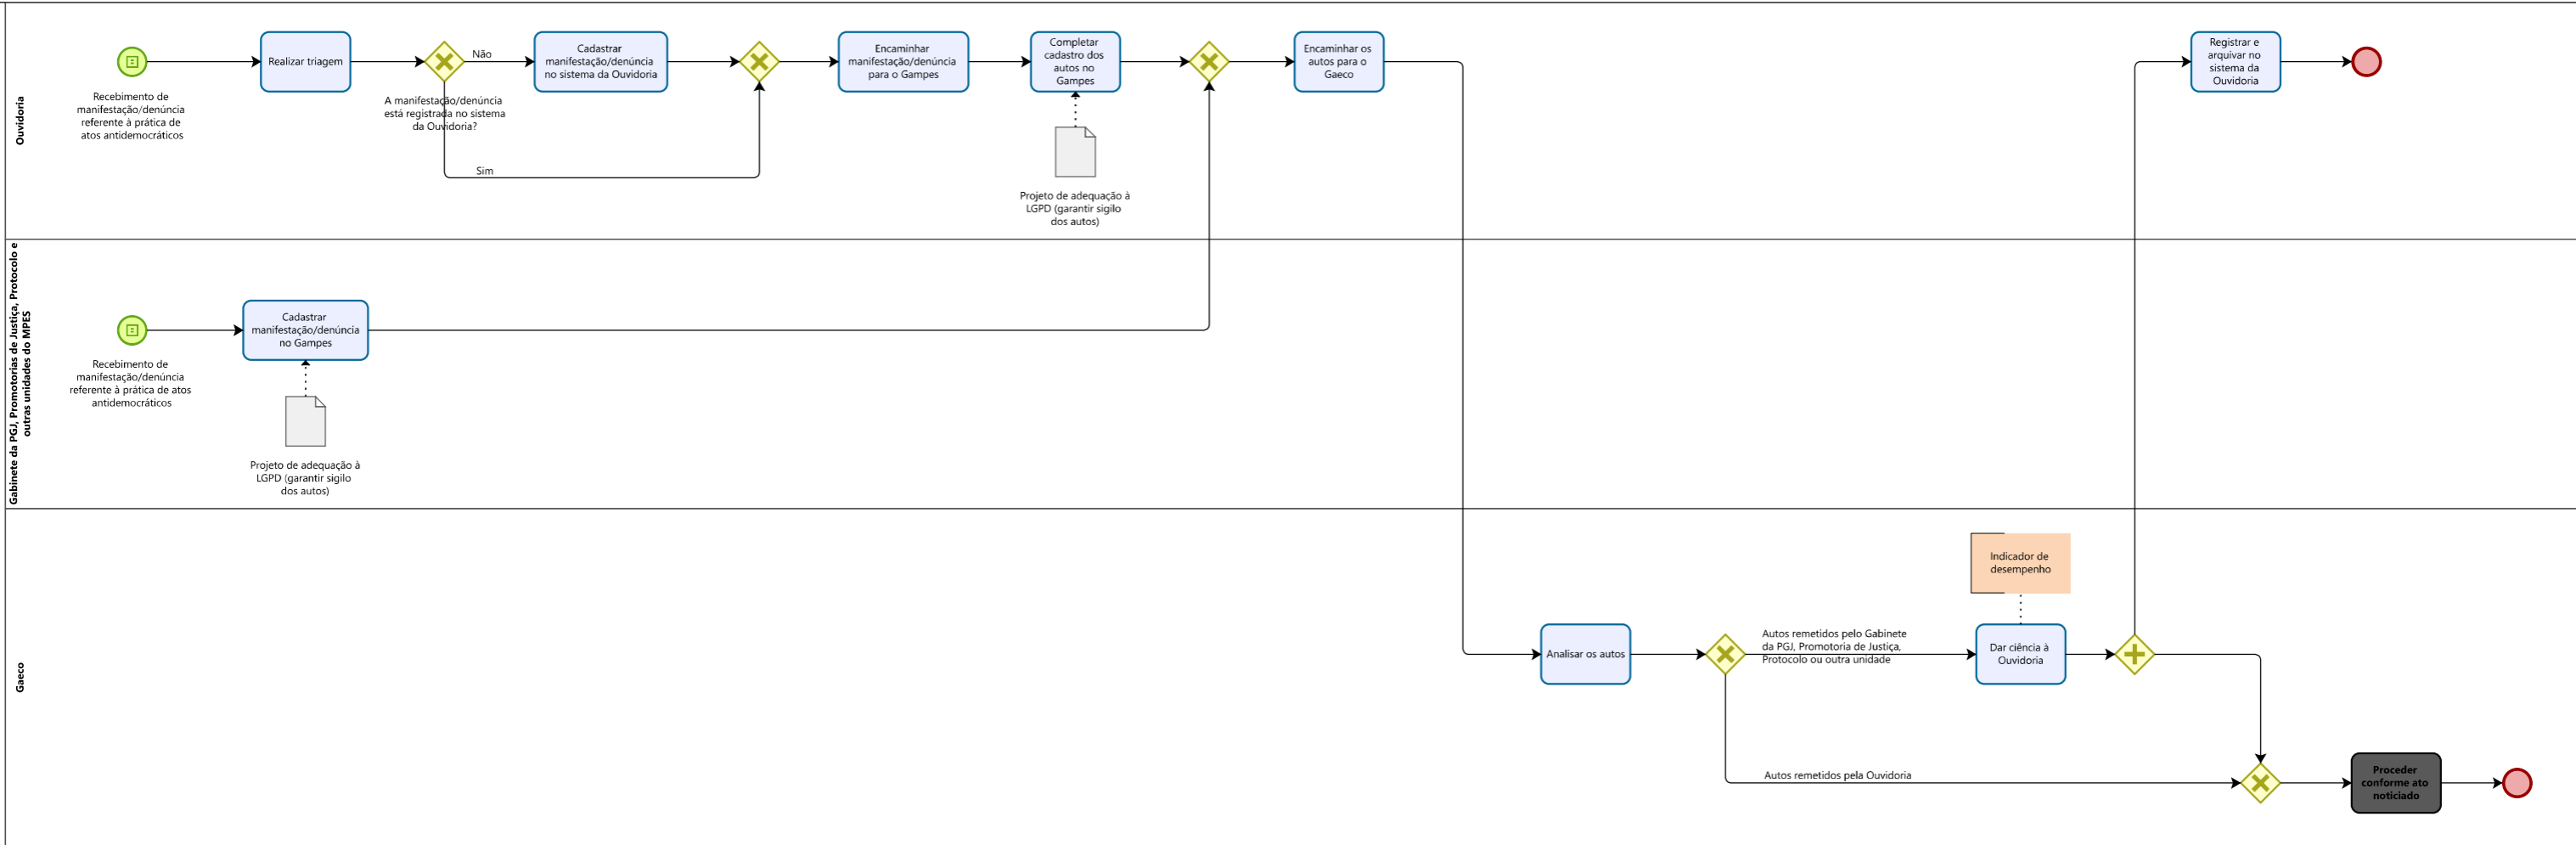 Ouvidoria
Recebimento de
manifestação/denúncia
referente à prática de
atos antidemocráticos
Realizar triagem
Não
A manifestação/denúncia
está registrada no sistema
da Ouvidoria?
Sim
Cadastrar
manifestação/denúncia
no sistema da Ouvidoria
Encaminhar
manifestação/denúncia
para o Gampes
Completar
cadastro dos
autos no
Gampes
Projeto de adequação à
LGPD (garantir sigilo
dos autos)
Encaminhar os
autos para o
Gaeco
Registrar e
arquivar no
sistema da
Ouvidoria
Gabinete da PGJ, Promotorias de Justiça, Protocolo e
outras unidades do MPES
Recebimento de
manifestação/denúncia
referente à prática de atos
antidemocráticos
Cadastrar
manifestação/denúncia
no Gampes
Projeto de adequação à
LGPD (garantir sigilo
dos autos)
Gaeco
Analisar os autos
Autos remetidos pelo Gabinete
da PGJ, Promotoria de Justiça,
Protocolo ou outra unidade
Indicador de
desempenho
Dar ciência à
Ouvidoria
Autos remetidos pela Ouvidoria
Proceder
conforme ato
noticiado